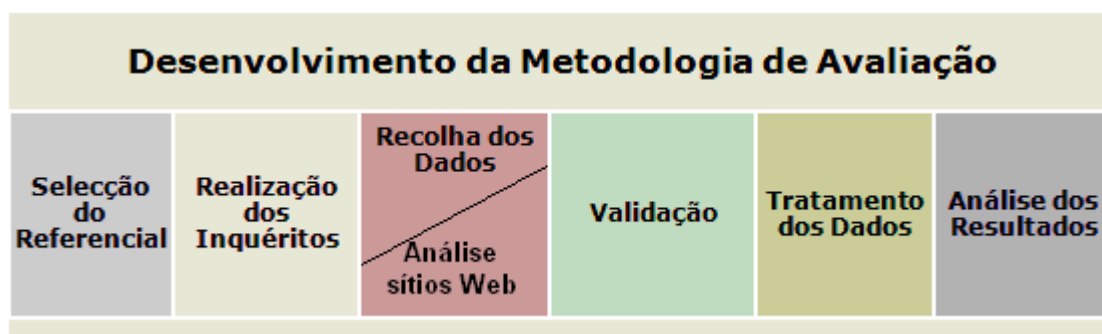 Desenvolvimento da Metodologia de Avaliação
Selecção
do
Referencial
Realização
dos
Inquéritos
Recolha dos
Dados
Análise
sítios Web
Validação
Tratamento
dos Dados
Análise dos
Resultados